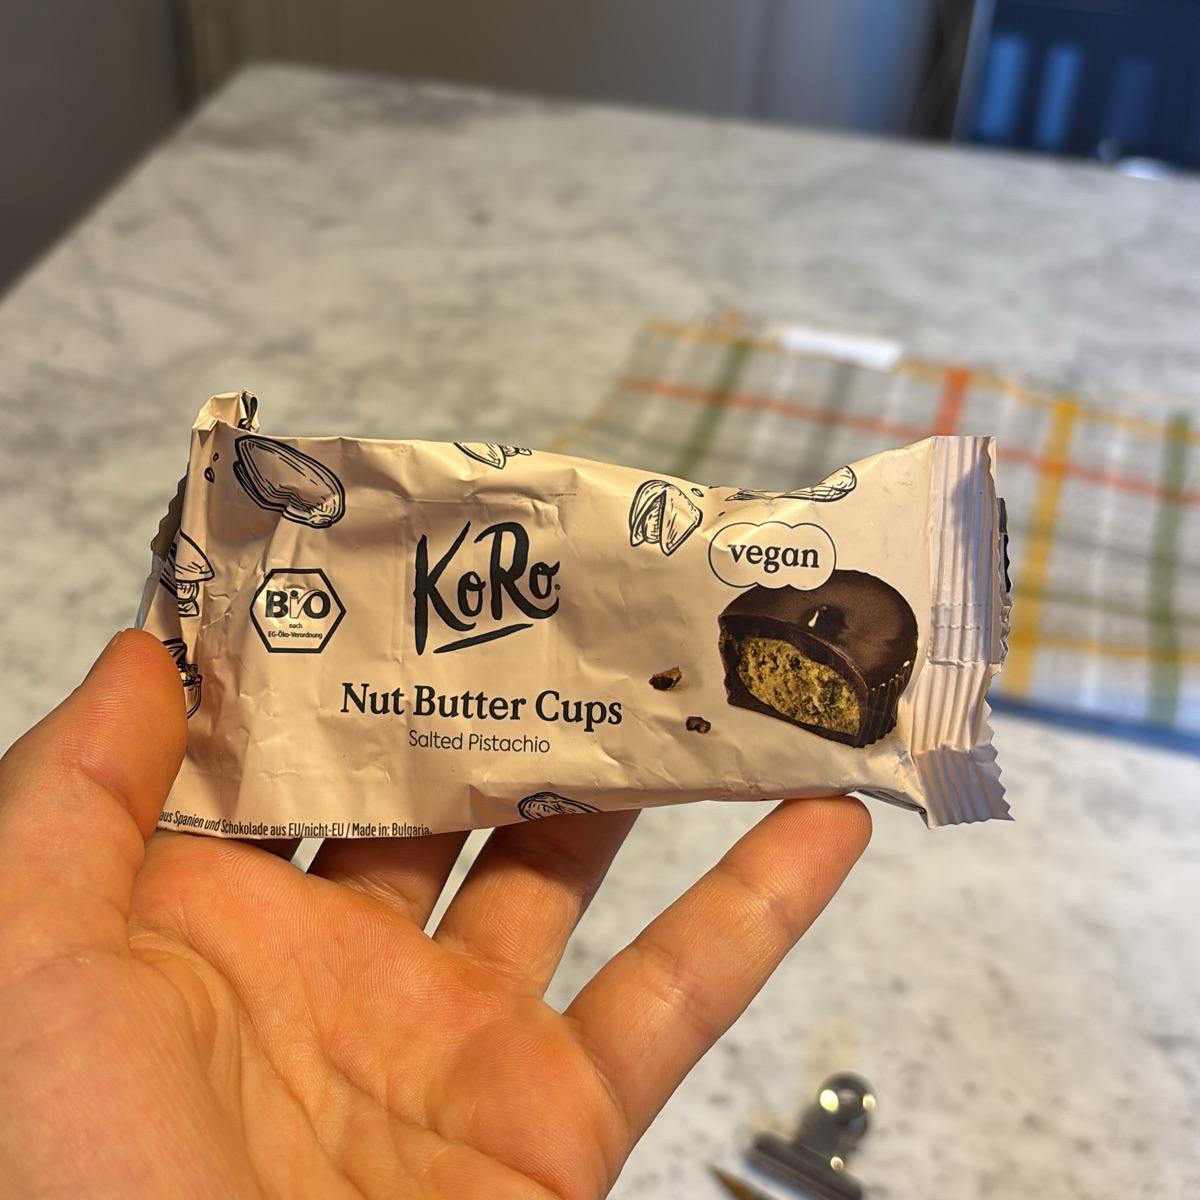 vegan
BiO
nach
EG-Öko-Verordnung
KoRo
Nut Butter Cups
Salted Pistachio
aus Spanien und Schokolade aus EU/nicht-EU / Made in: Bulgaria.